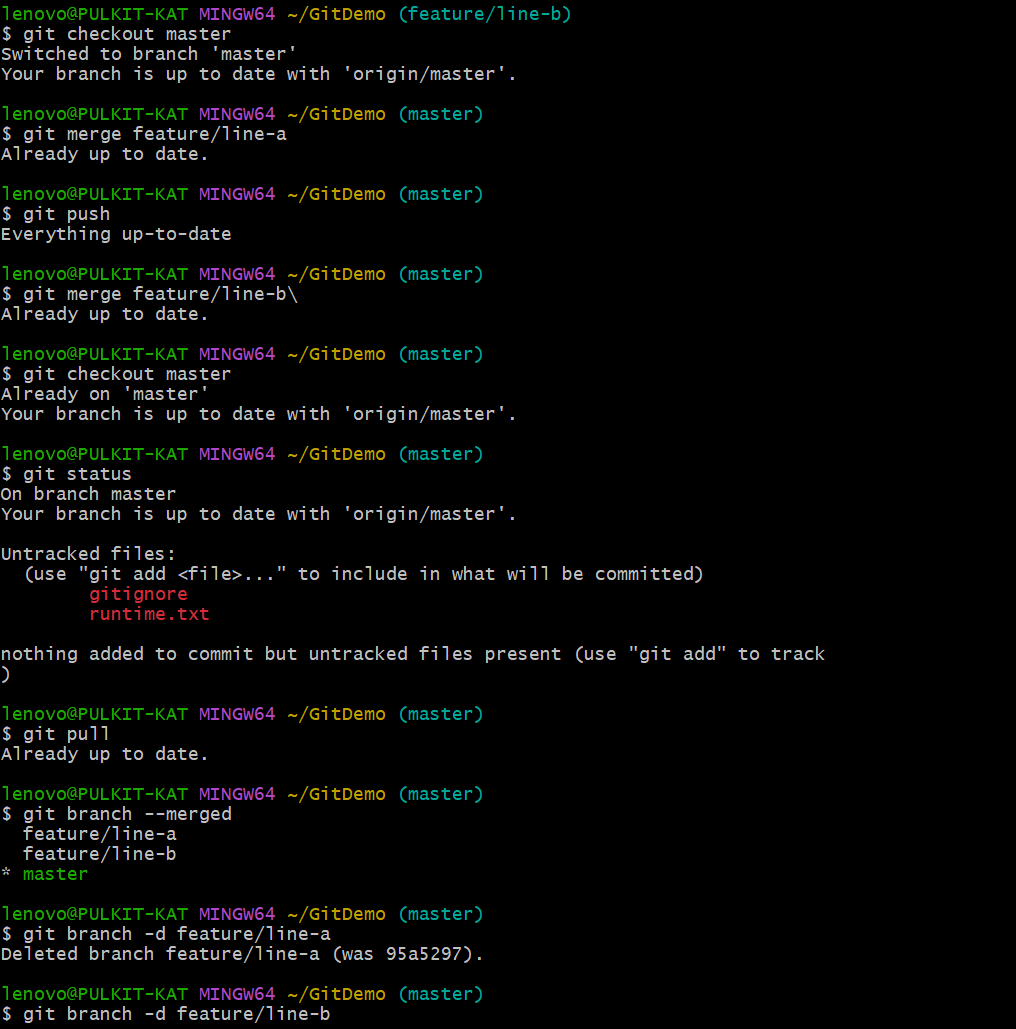 lenovo@PULKIT-KAT MINGW64 ~/GitDemo (feature/line-b)
$ git checkout master
Switched to branch 'master'
Your branch is up to date with 'origin/master'.

lenovo@PULKIT-KAT MINGW64 ~/GitDemo (master)
$ git merge feature/line-a
Already up to date.

lenovo@PULKIT-KAT MINGW64 ~/GitDemo (master)
$ git push
Everything up-to-date

lenovo@PULKIT-KAT MINGW64 ~/GitDemo (master)
$ git merge feature/line-b\
Already up to date.

lenovo@PULKIT-KAT MINGW64 ~/GitDemo (master)
$ git checkout master
Already on 'master'
Your branch is up to date with 'origin/master'.

lenovo@PULKIT-KAT MINGW64 ~/GitDemo (master)
$ git status
On branch master
Your branch is up to date with 'origin/master'.

Untracked files:
  (use "git add <file>..." to include in what will be committed)
        gitignore
        runtime.txt

nothing added to commit but untracked files present (use "git add" to track
)

lenovo@PULKIT-KAT MINGW64 ~/GitDemo (master)
$ git pull
Already up to date.

lenovo@PULKIT-KAT MINGW64 ~/GitDemo (master)
$ git branch --merged
  feature/line-a
  feature/line-b
* master

lenovo@PULKIT-KAT MINGW64 ~/GitDemo (master)
$ git branch -d feature/line-a
Deleted branch feature/line-a (was 95a5297).

lenovo@PULKIT-KAT MINGW64 ~/GitDemo (master)
$ git branch -d feature/line-b